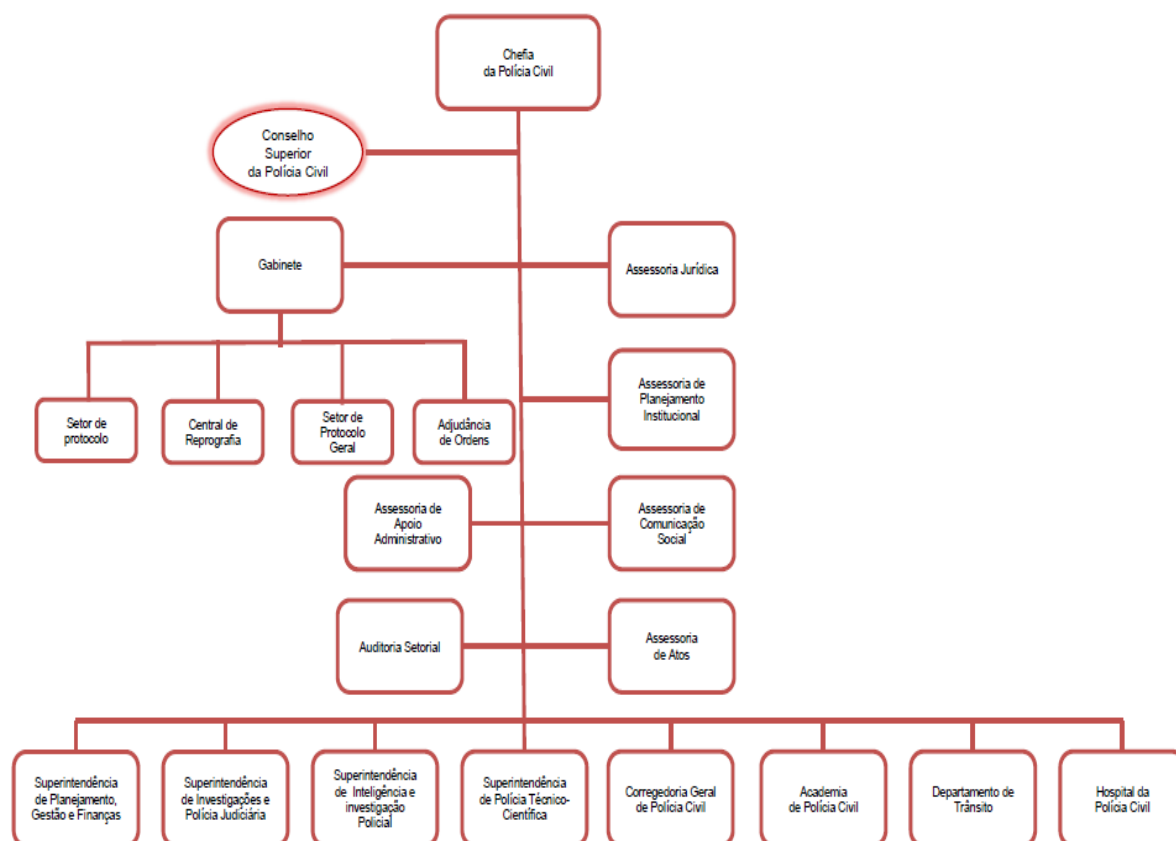 Chefia
da Polícia Civil
Conselho
Superior
da Polícia Civil
Gabinete
Assessoria Jurídica
Assessoria de
Planejamento
Institucional
Setor de
protocolo
Central de
Reprografia
Setor de
Protocolo
Geral
Adjudância
de Ordens
Assessoria de
Apoio
Administrativo
Assessoria de
Comunicação
Social
Auditoria Setorial
Assessoria
de Atos
Superintendência
de Planejamento,
Gestão e Finanças
Superintendência
de Investigações e
Polícia Judiciária
Superintendência
de Inteligência e
investigação
Policial
Superintendência
de Polícia Técnico-
Científica
Corregedoria Geral
de Polícia Civil
Academia
de Polícia Civil
Departamento de
Trânsito
Hospital da
Polícia Civil